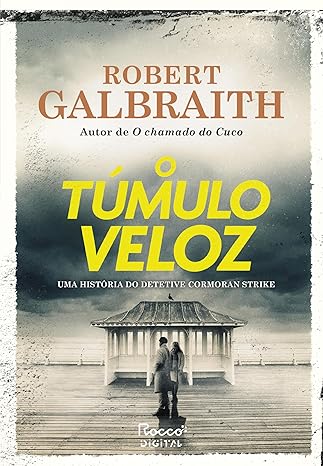 ROBERT
GALBRAITH
Autor de O chamado do Cuco
O
TÚMULO
VELOZ
UMA HISTÓRIA DO DETETIVE CORMORAN STRIKE
Rocco
DIGITAL